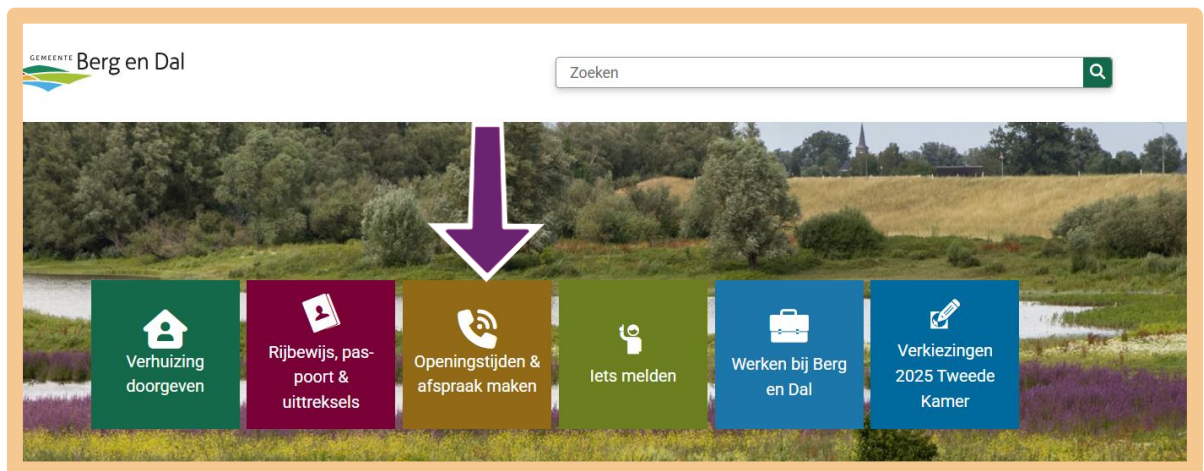 GEMEENTE Berg en Dal
Zoeken
Verhuizing
doorgeven
Rijbewijs, pas-
poort &
uittreksels
Openingstijden &
afspraak maken
Iets melden
Werken bij Berg
en Dal
Verkiezingen
2025 Tweede
Kamer